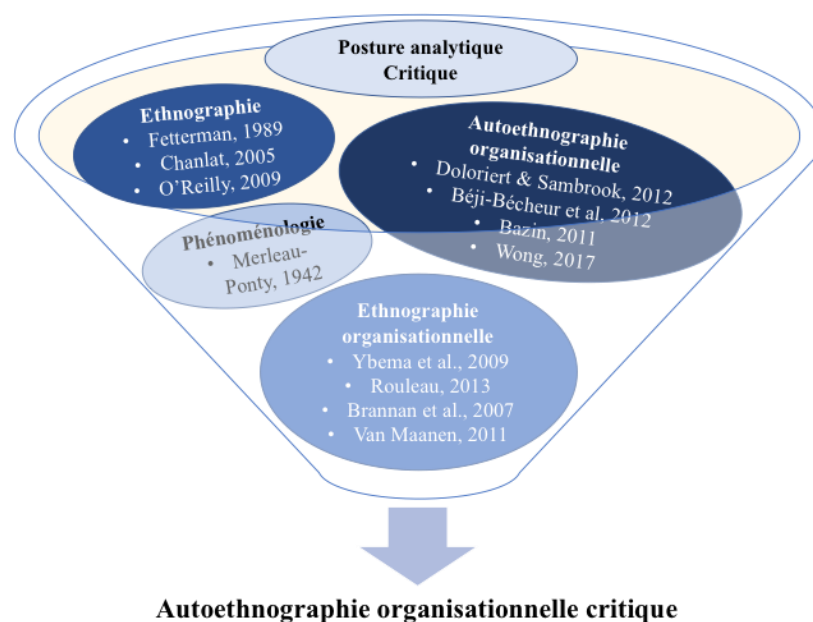 Posture analytique
Critique
Ethnographie
• Fetterman, 1989
• Chanlat, 2005
• O'Reilly, 2009
Autoethnographie
organisationnelle
• Doloriert & Sambrook, 2012
• Béji-Bécheur et al. 2012
• Bazin, 2011
• Wong, 2017
Phénoménologie
• Merleau-
Ponty, 1942
Ethnographie
organisationnelle
• Ybema et al., 2009
• Rouleau, 2013
• Brannan et al., 2007
• Van Maanen, 2011
Autoethnographie organisationnelle critique